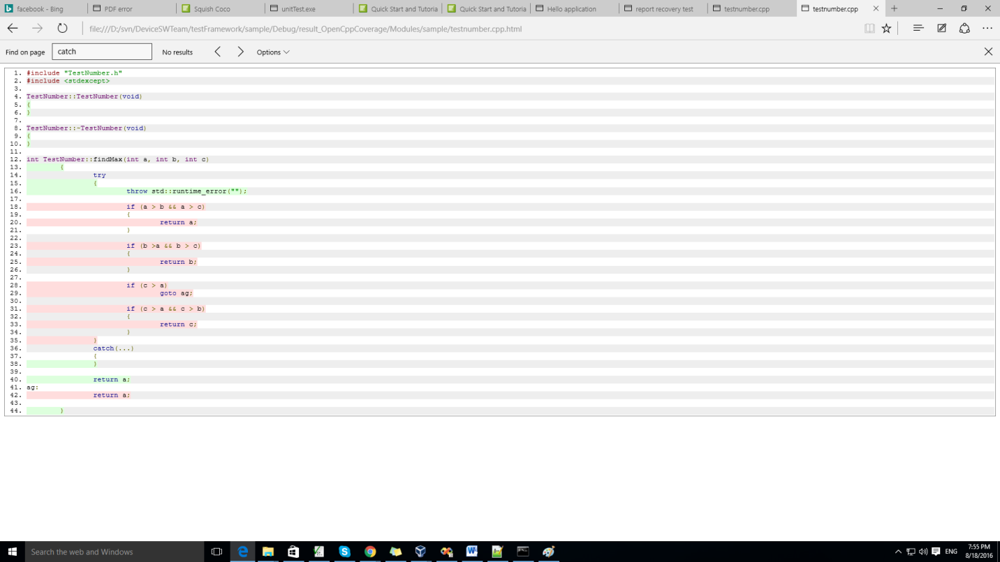 facebook - Bing
PDF error
Squish Coco
unitTest.exe
Quick Start and Tutoria
Quick Start and Tutoria
Hello application
report recovery test
testnumber.cpp
testnumber.cpp
file:///D:/svn/DeviceSWTeam/testFramework/sample/Debug/result_OpenCppCoverage/Modules/sample/testnumber.cpp.html
Find on page catch No results Options
1. #include "TestNumber.h"
2. #include <stdexcept>
3.
4. TestNumber::TestNumber(void)
5. {
6. }
7.
8. TestNumber::~TestNumber(void)
9. {
10. }
11.
12. int TestNumber::findMax(int a, int b, int c)
13. {
14. try
15. {
16. throw std::runtime_error("");
17.
18. if (a > b && a > c)
19. {
20. return a;
21. }
22.
23. if (b >a && b > c)
24. {
25. return b;
26. }
27.
28. if (c > a)
29. goto ag;
30.
31. if (c > a && c > b)
32. {
33. return c;
34. }
35. }
36. catch(...)
37. {
38. }
39.
40. return a;
41. ag:
42. return a;
43.
44. }
Search the web and Windows
ENG
7:55 PM
8/18/2016